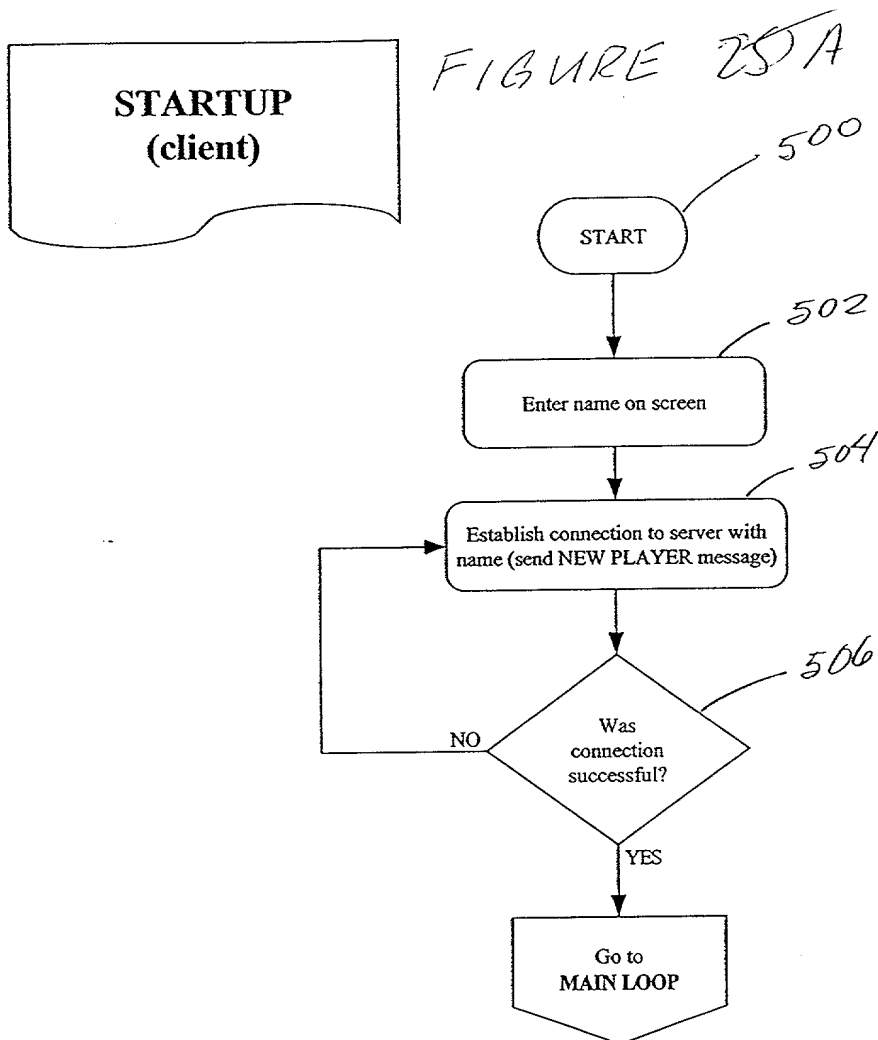 FIGURE 25A
STARTUP
(client)
500
START
502
Enter name on screen
504
Establish connection to server with
name (send NEW PLAYER message)
506
Was
connection
successful?
NO
YES
Go to
MAIN LOOP